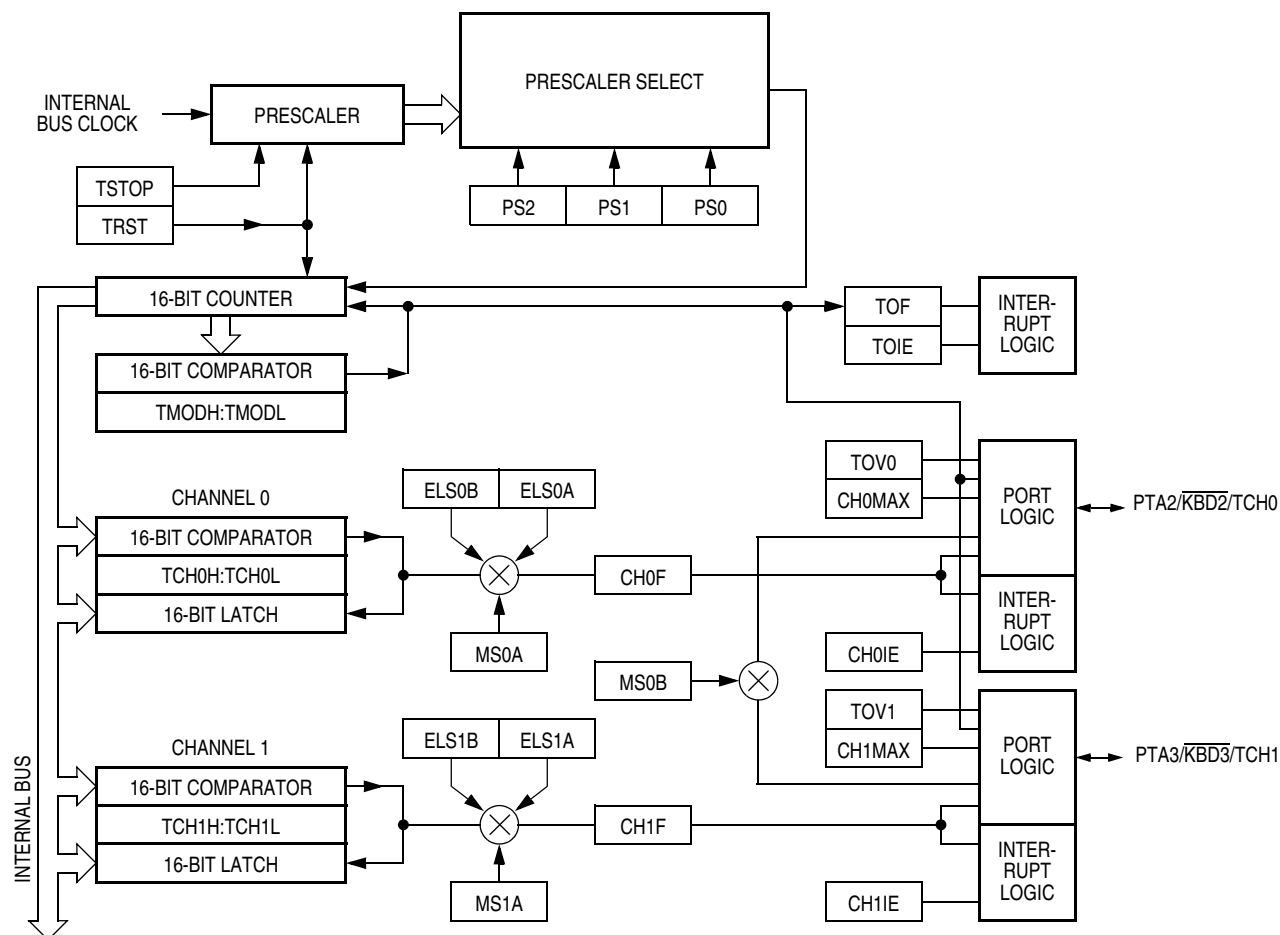 PRESCALER SELECT
INTERNAL
BUS CLOCK
PRESCALER
TSTOP
TRST
PS2
PS1
PS0
16-BIT COUNTER
TOF
TOIE
INTER-
RUPT
LOGIC
16-BIT COMPARATOR
TMODH:TMODL
CHANNEL 0
ELS0B
ELS0A
TOV0
CH0MAX
PORT
LOGIC
PTA2/KBD2/TCH0
16-BIT COMPARATOR
TCH0H:TCH0L
16-BIT LATCH
CH0F
MS0A
INTER-
RUPT
LOGIC
CH0IE
MS0B
CHANNEL 1
ELS1B
ELS1A
TOV1
CH1MAX
PORT
LOGIC
PTA3/KBD3/TCH1
16-BIT COMPARATOR
TCH1H:TCH1L
16-BIT LATCH
CH1F
MS1A
INTER-
RUPT
LOGIC
CH1IE
INTERNAL BUS